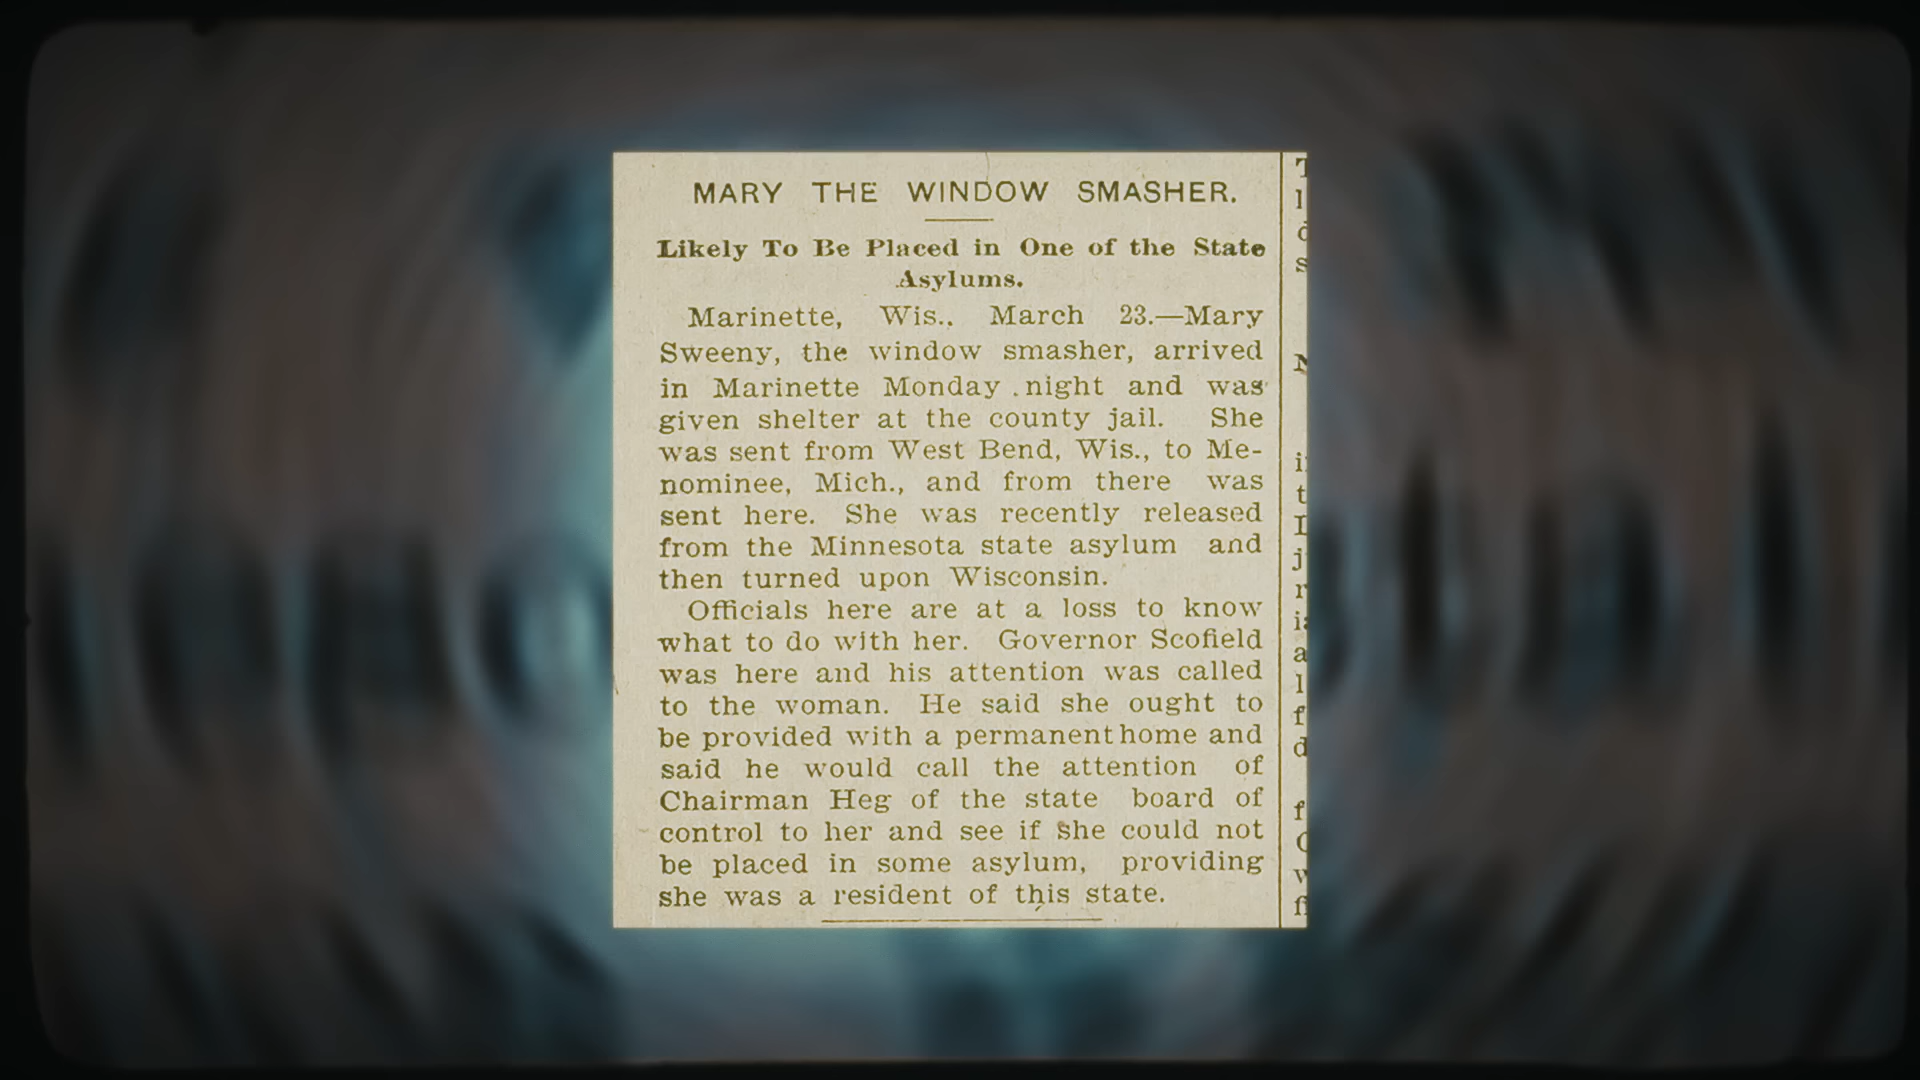 MARY THE WINDOW SMASHER.
Likely To Be Placed in One of the State
Asylums.
Marinette, Wis., March 23.—Mary
Sweeny, the window smasher, arrived
in Marinette Monday night and was
given shelter at the county jail. She
was sent from West Bend, Wis., to Me-
nominee, Mich., and from there was
sent here. She was recently released
from the Minnesota state asylum and
then turned upon Wisconsin.
Officials here are at a loss to know
what to do with her. Governor Scofield
was here and his attention was called
to the woman. He said she ought to
be provided with a permanent home and
said he would call the attention of
Chairman Heg of the state board of
control to her and see if she could not
be placed in some asylum, providing
she was a resident of this state.